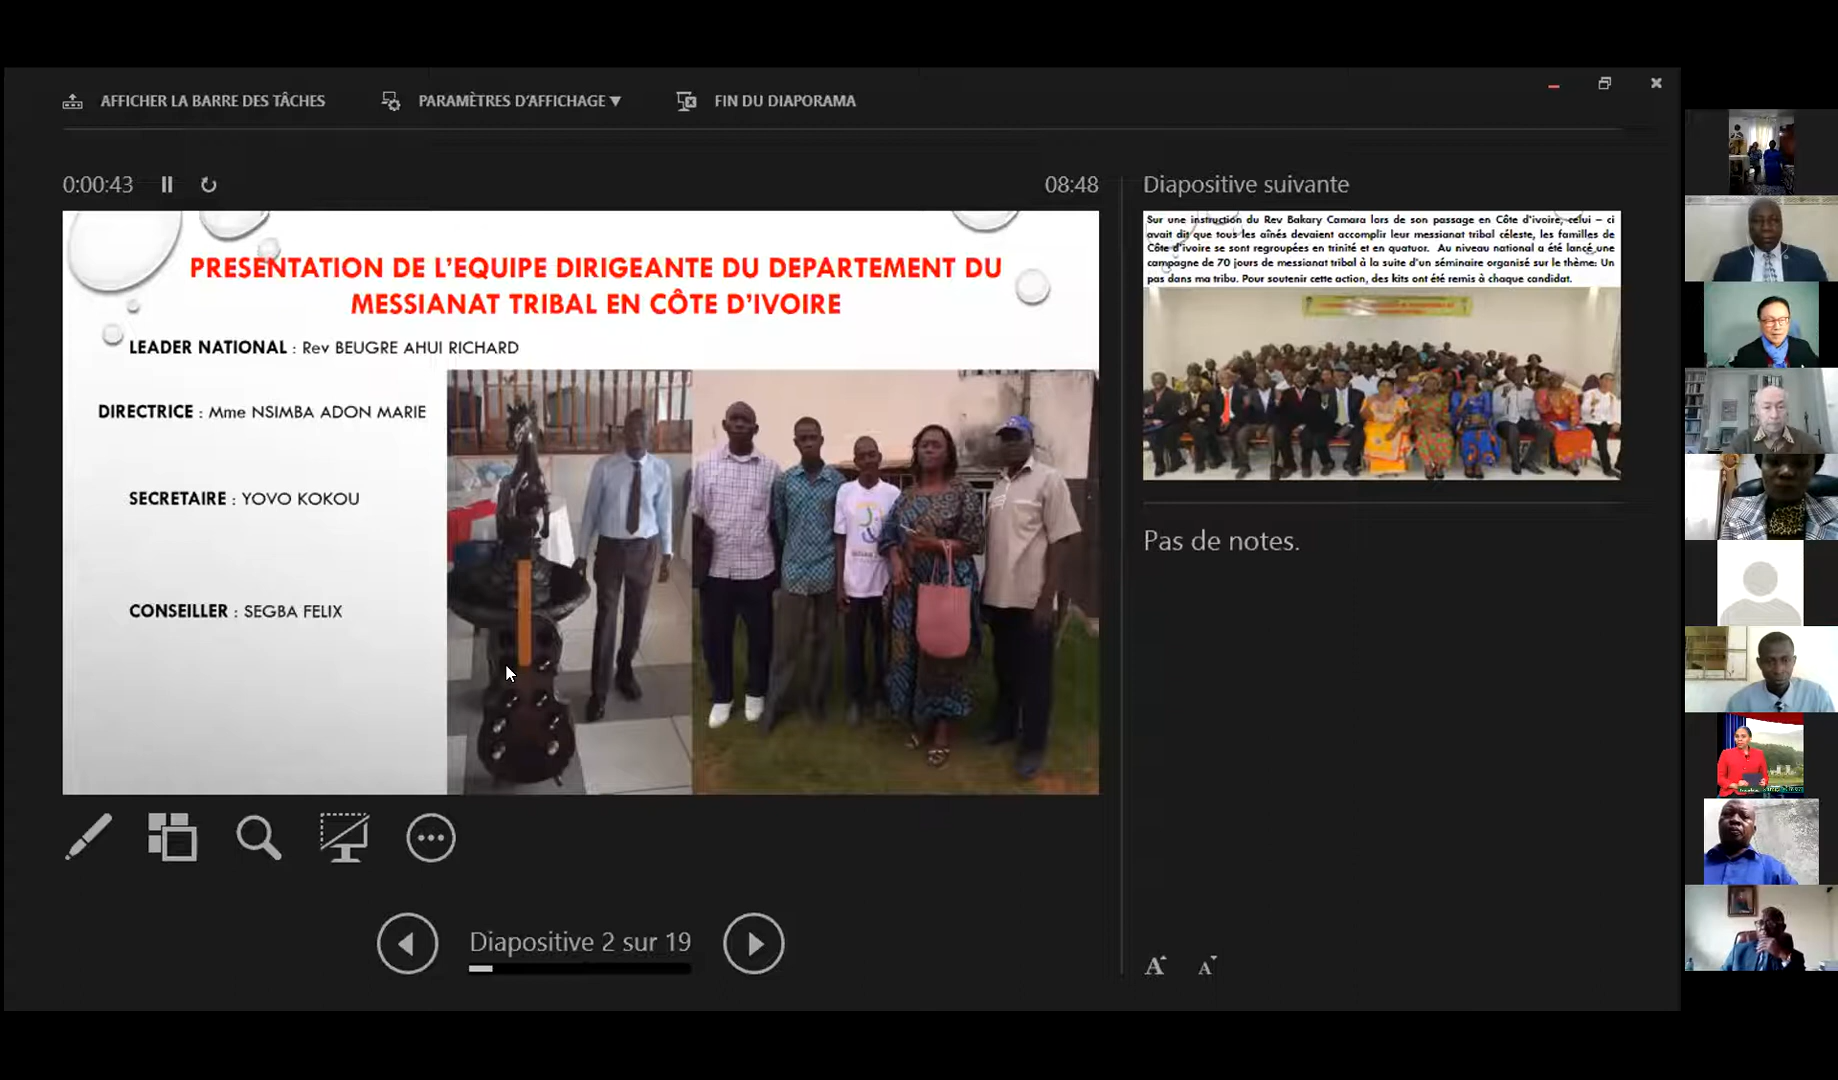 AFFICHER LA BARRE DES TÂCHES
PARAMÈTRES D'AFFICHAGE ▼
FIN DU DIAPORAMA
0:00:43
08:48
PRESENTATION DE L'EQUIPE DIRIGEANTE DU DEPARTEMENT DU
MESSIANAT TRIBAL EN CÔTE D'IVOIRE
LEADER NATIONAL : Rev BEUGRE AHUI RICHARD
DIRECTRICE : Mme NSIMBA ADON MARIE
SECRETAIRE : YOVO KOKOU
CONSEILLER : SEGBA FELIX
Diapositive 2 sur 19
Diapositive suivante
Sur une instruction du Rev Bakary Camara lors de son passage en Côte d'ivoire, celui – ci
avait dit que tous les aînés devaient accomplir leur messianat tribal céleste, les familles de
Côte d'ivoire se sont regroupées en trinité et en quatuor. Au niveau national a été lancé une
campagne de 70 jours de messianat tribal à la suite d'un séminaire organisé sur le thème: Un
pas dans ma tribu. Pour soutenir cette action, des kits ont été remis à chaque candidat.
Pas de notes.
A A